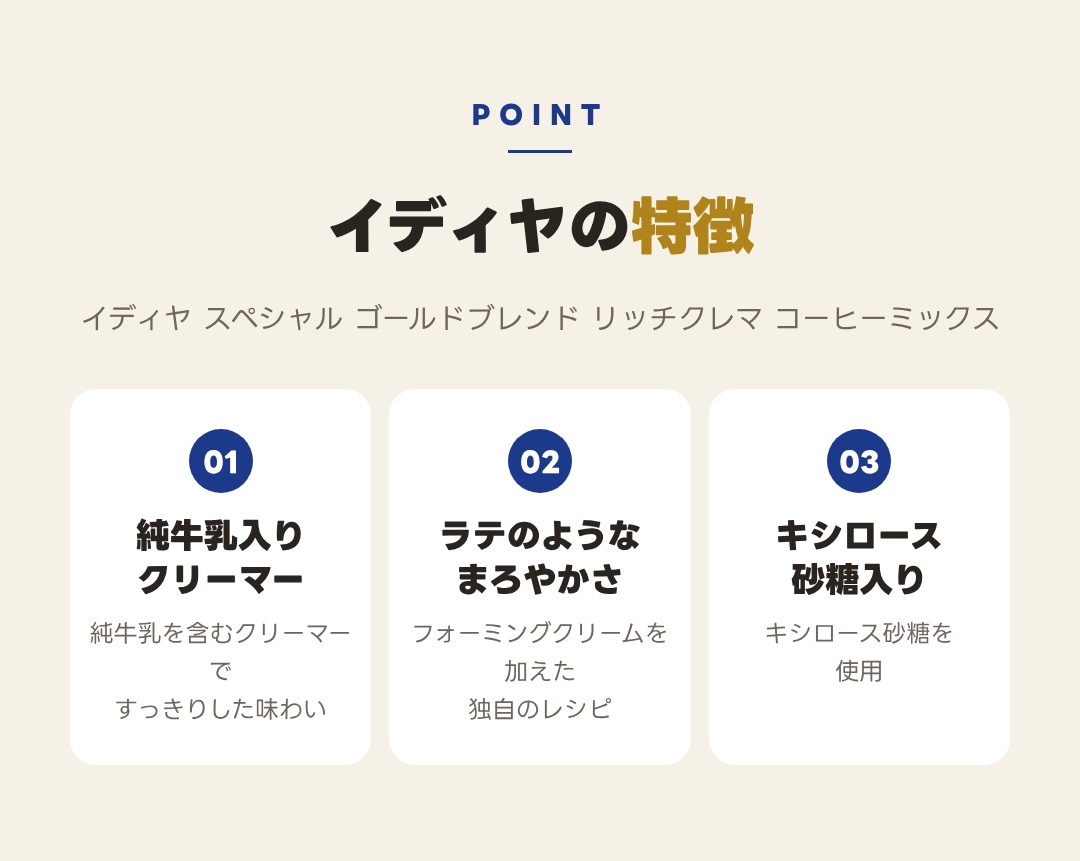 POINT
イディヤの特徴
イディヤ スペシャル ゴールドブレンド リッチクレマ コーヒーミックス
01
純牛乳入り
クリーマー
純牛乳を含むクリーマー
で
すっきりした味わい
02
ラテのような
まろやかさ
フォーミングクリームを
加えた
独自のレシピ
03
キシロース
砂糖入り
キシロース砂糖を
使用